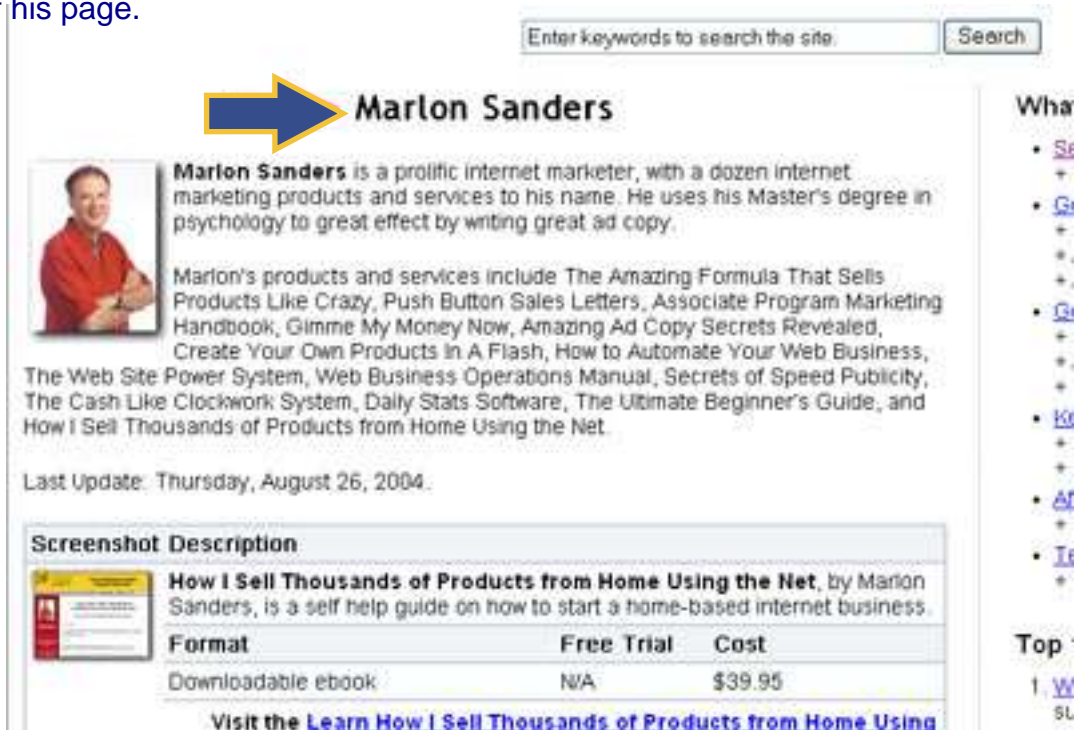 his page.
Enter keywords to search the site.
Search
Marlon Sanders
Marlon Sanders is a prolific internet marketer, with a dozen internet
marketing products and services to his name. He uses his Master's degree in
psychology to great effect by writing great ad copy.
Marlon's products and services include The Amazing Formula That Sells
Products Like Crazy, Push Button Sales Letters, Associate Program Marketing
Handbook, Gimme My Money Now, Amazing Ad Copy Secrets Revealed,
Create Your Own Products In A Flash, How to Automate Your Web Business,
The Web Site Power System, Web Business Operations Manual, Secrets of Speed Publicity,
The Cash Like Clockwork System, Daily Stats Software, The Ultimate Beginner's Guide, and
How I Sell Thousands of Products from Home Using the Net.
Last Update: Thursday, August 26, 2004.
Screenshot Description
How I Sell Thousands of Products from Home Using the Net, by Marlon
Sanders, is a self help guide on how to start a home-based internet business.
Format Free Trial Cost
Downloadable ebook N/A $39.95
Visit the Learn How I Sell Thousands of Products from Home Using
Top